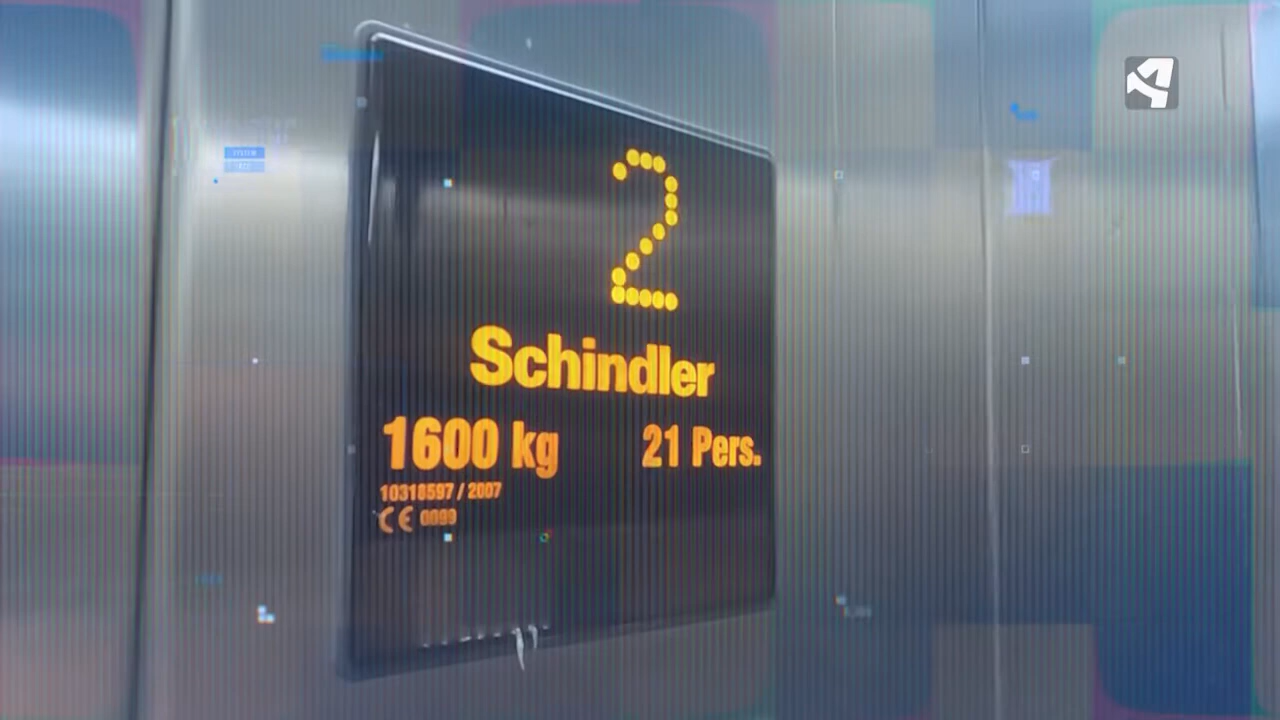 2
Schindler
1600 kg 21 Pers.
10318597 / 2007
CE 0099